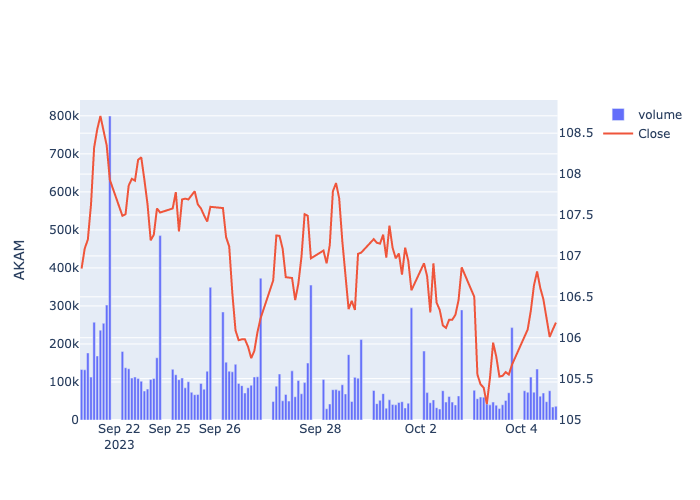 volume
Close
800k
700k
600k
500k
400k
300k
200k
100k
0
AKAM
108.5
108
107.5
107
106.5
106
105.5
105
Sep 22
2023
Sep 25
Sep 26
Sep 28
Oct 2
Oct 4